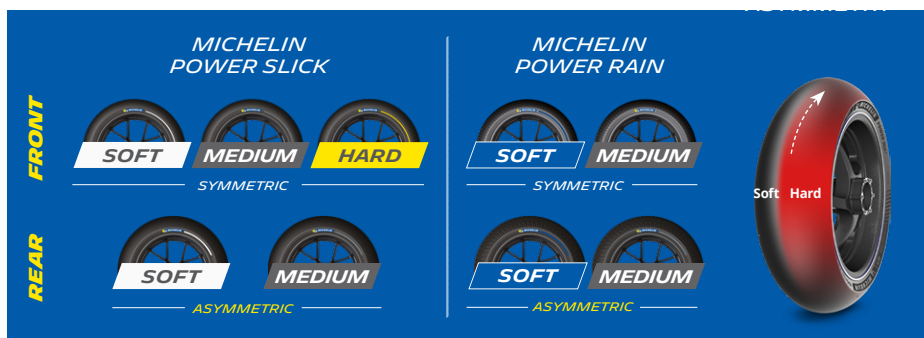 MICHELIN
POWER SLICK
MICHELIN
POWER RAIN
FRONT
SOFT
MEDIUM
HARD
SOFT
MEDIUM
SYMMETRIC
SYMMETRIC
Soft Hard
REAR
SOFT
MEDIUM
SOFT
MEDIUM
ASYMMETRIC
ASYMMETRIC